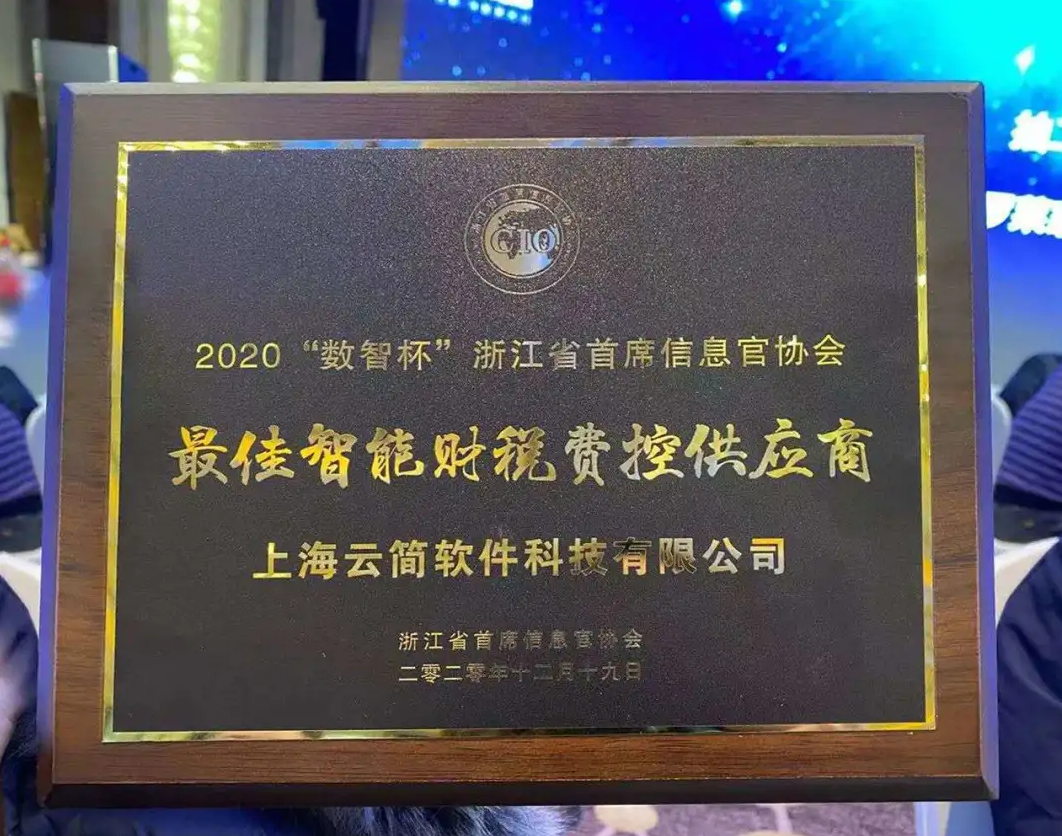 CIO
2020“数智杯”浙江省首席信息官协会
最佳智能财税费控供应商
上海云简软件科技有限公司
浙江省首席信息官协会
二零二零年十二月十九日